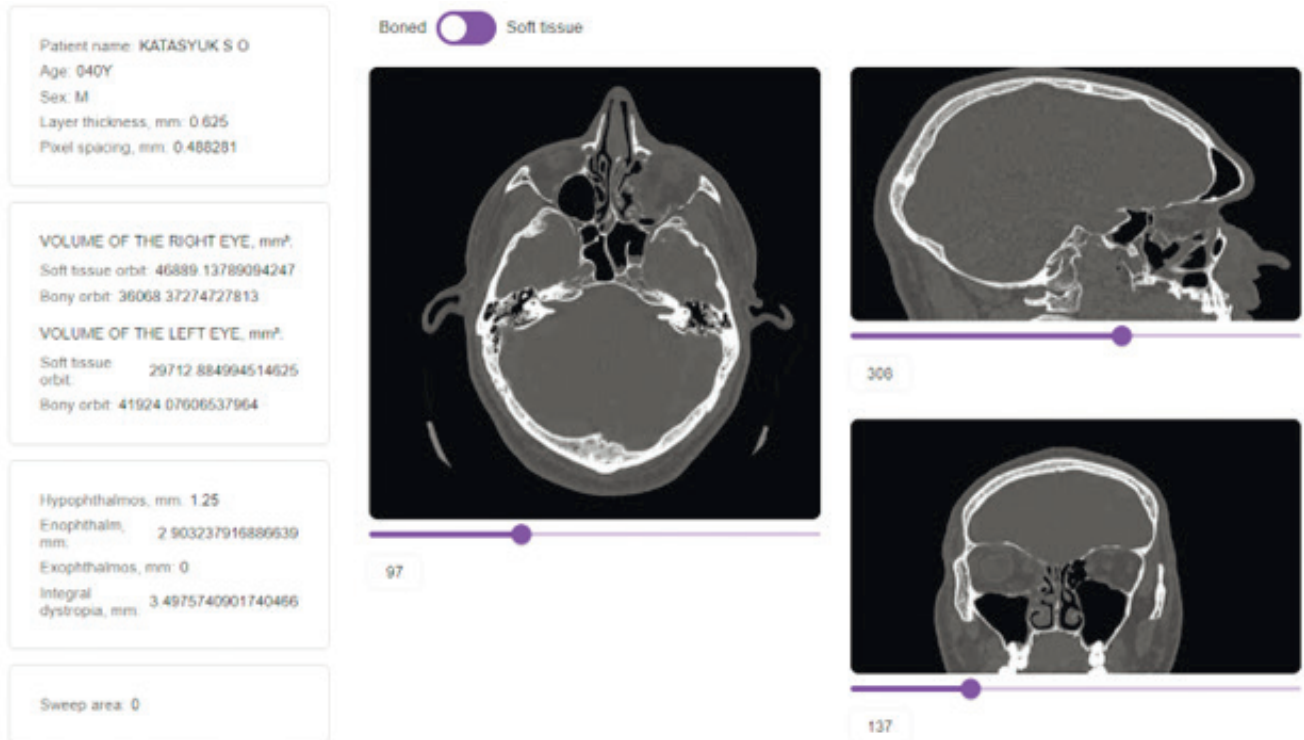 Patient name: KATASYUK S O
Age: 040Y
Sex: M
Layer thickness, mm: 0.625
Pixel spacing, mm: 0.488281
VOLUME OF THE RIGHT EYE, mm³:
Soft tissue orbit: 46889.13789094247
Bony orbit: 36068.37274727813
VOLUME OF THE LEFT EYE, mm³:
Soft tissue
orbit:
29712.884994514625
Bony orbit: 41924.07606537964
Hypophthalmos, mm: 1.25
Enophthalm,
mm:
2.903237916886639
Exophthalmos, mm: 0
Integral
dystropia, mm:
3.4975740901740466
Sweep area: 0
Boned
Soft tissue
97
308
137